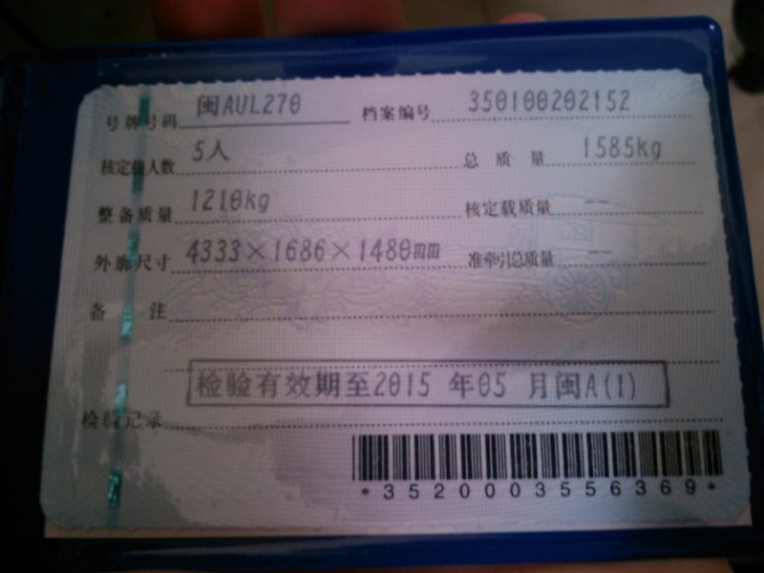 号牌号码 闽AUL270 档案编号 350100202152
核定载人数 5人 总质量 1585kg
整备质量 1210kg 核定载质量 --
外廓尺寸 4333×1686×1480mm 准牵引总质量 --
备注
检验有效期至2015 年05 月闽A(1)
检验记录
*3520003556369*